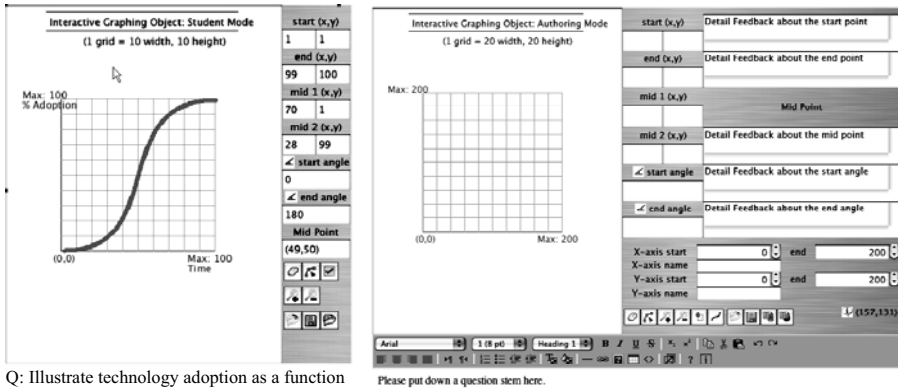 Interactive Graphing Object: Student Mode
(1 grid = 10 width, 10 height)
Max: 100
% Adoption
(0,0)
Max: 100
Time
start (x,y)
1 1
end (x,y)
99 100
mid 1 (x,y)
70 1
mid 2 (x,y)
28 99
start angle
0
end angle
180
Mid Point
(49,50)
Q: Illustrate technology adoption as a function
Interactive Graphing Object: Authoring Mode
(1 grid = 20 width, 20 height)
Max: 200
(0,0)
Max: 200
start (x,y) Detail Feedback about the start point
end (x,y) Detail Feedback about the end point
mid 1 (x,y) Mid Point
mid 2 (x,y) Detail Feedback about the mid point
start angle Detail Feedback about the start angle
end angle Detail Feedback about the end angle
X-axis start 0 end 200
X-axis name
Y-axis start 0 end 200
Y-axis name
(157,131)
Arial 1 (8 pt) Heading 1 B I U S
Please put down a question stem here.